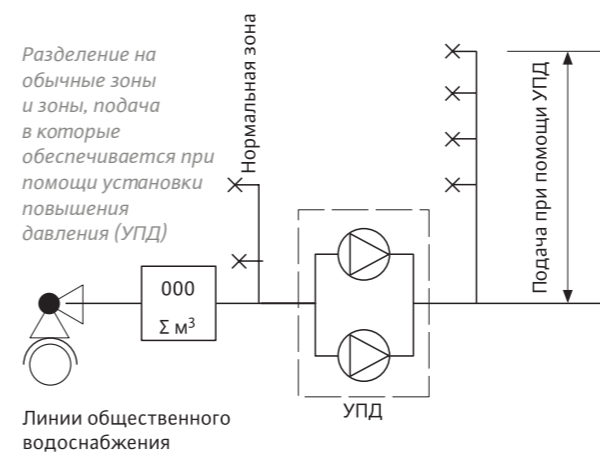 Разделение на
обычные зоны
и зоны, подача
в которые
обеспечивается при
помощи установки
повышения
давления (УПД)
Нормальная зона
Подача при помощи УПД
000
Σ м³
УПД
Линии общественного
водоснабжения